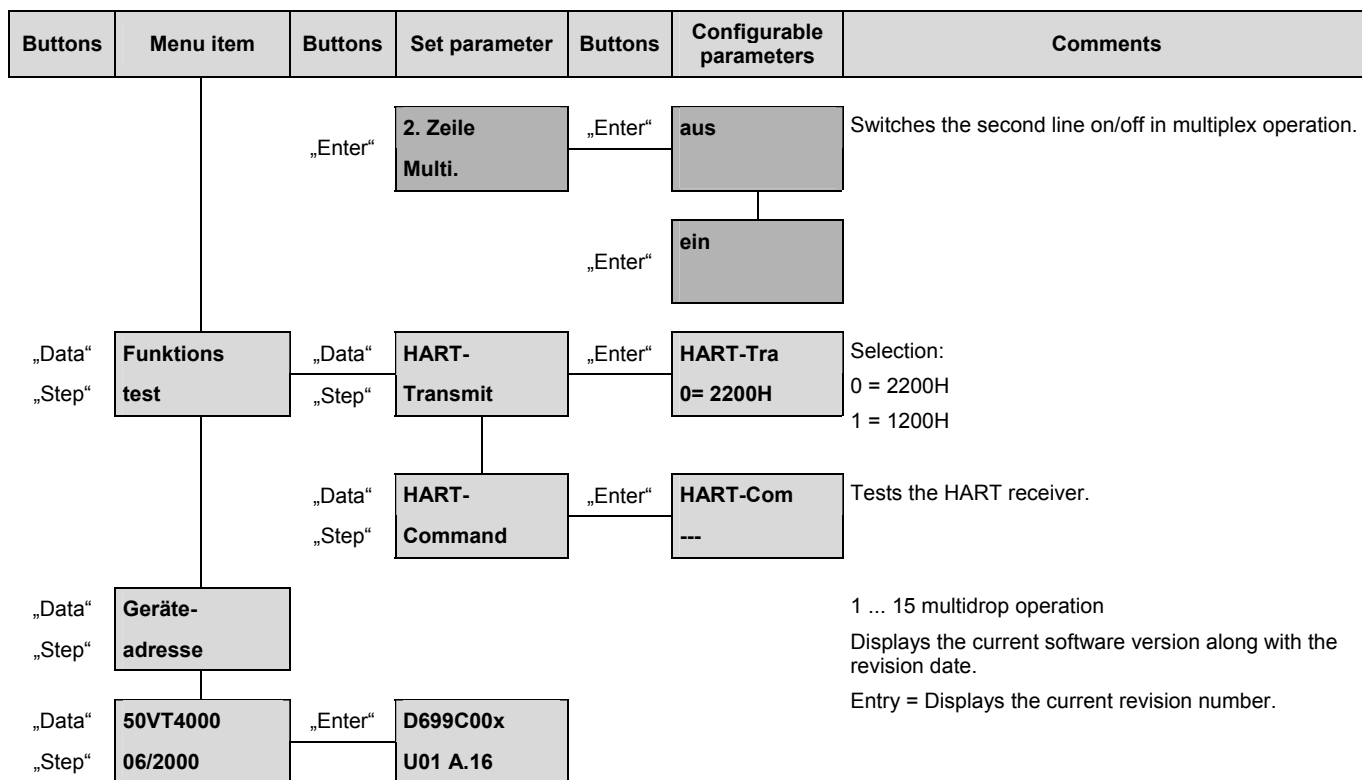 Buttons Menu item Buttons Set parameter Buttons Configurable parameters Comments
„Enter“
2. Zeile
Multi.
„Enter“
aus
Switches the second line on/off in multiplex operation.
„Enter“
ein
„Data“
„Step“
Funktions
test
„Data“
„Step“
HART-
Transmit
„Enter“
HART-Tra
0= 2200H
Selection:
0 = 2200H
1 = 1200H
„Data“
„Step“
HART-
Command
„Enter“
HART-Com
---
Tests the HART receiver.
„Data“
„Step“
Geräte-
adresse
1 ... 15 multidrop operation
Displays the current software version along with the
revision date.
Entry = Displays the current revision number.
„Data“
„Step“
50VT4000
06/2000
„Enter“
D699C00x
U01 A.16